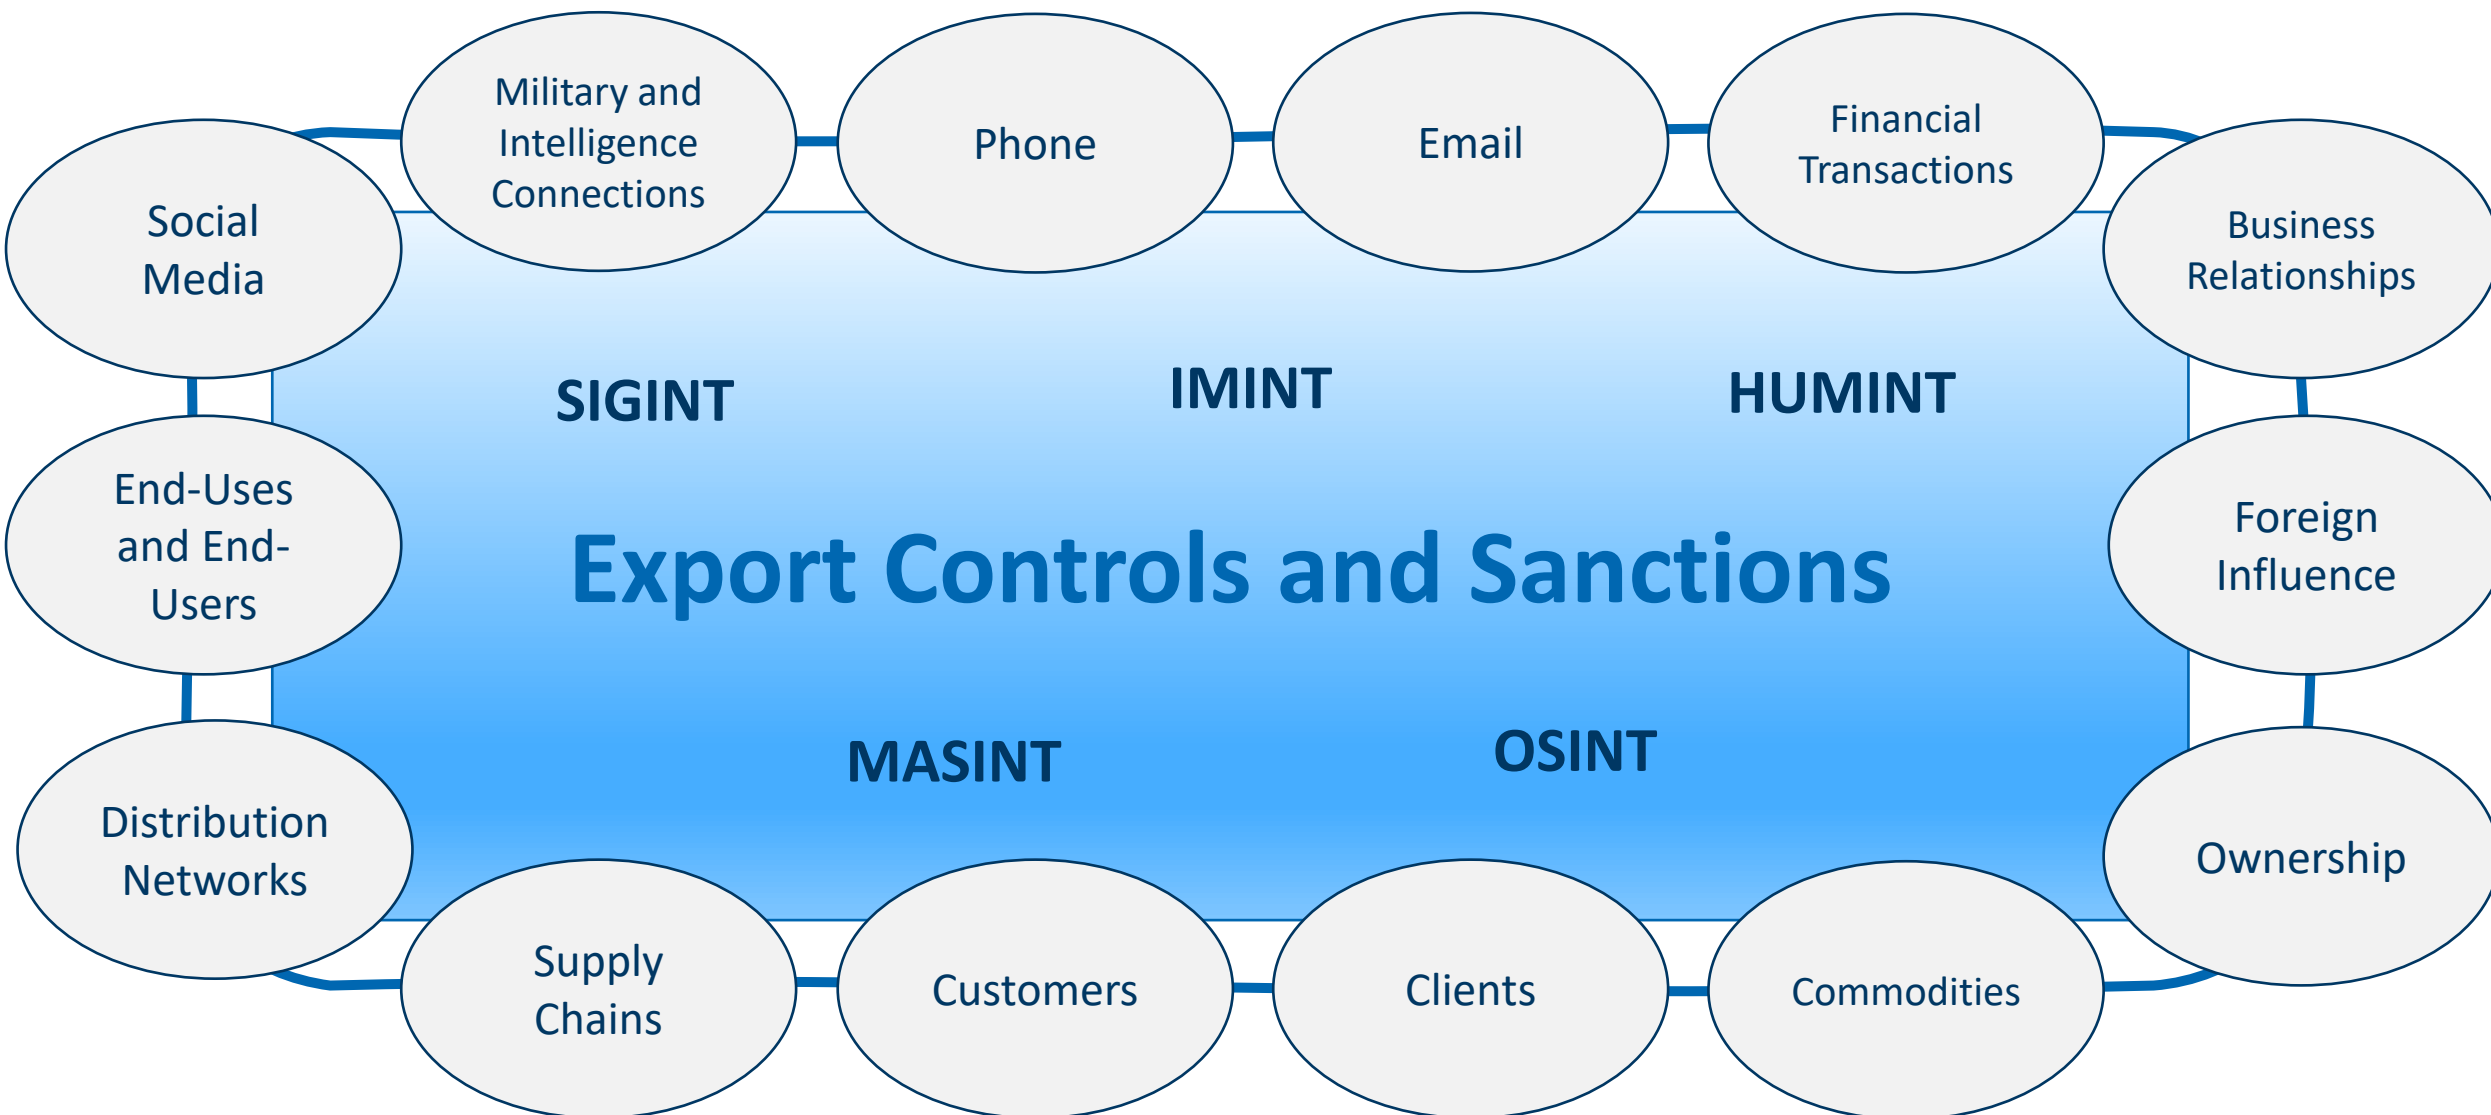 Military and
Intelligence
Connections
Phone
Email
Financial
Transactions
Social
Media
Business
Relationships
SIGINT
IMINT
HUMINT
End-Uses
and End-
Users
Export Controls and Sanctions
Foreign
Influence
MASINT
OSINT
Distribution
Networks
Ownership
Supply
Chains
Customers
Clients
Commodities